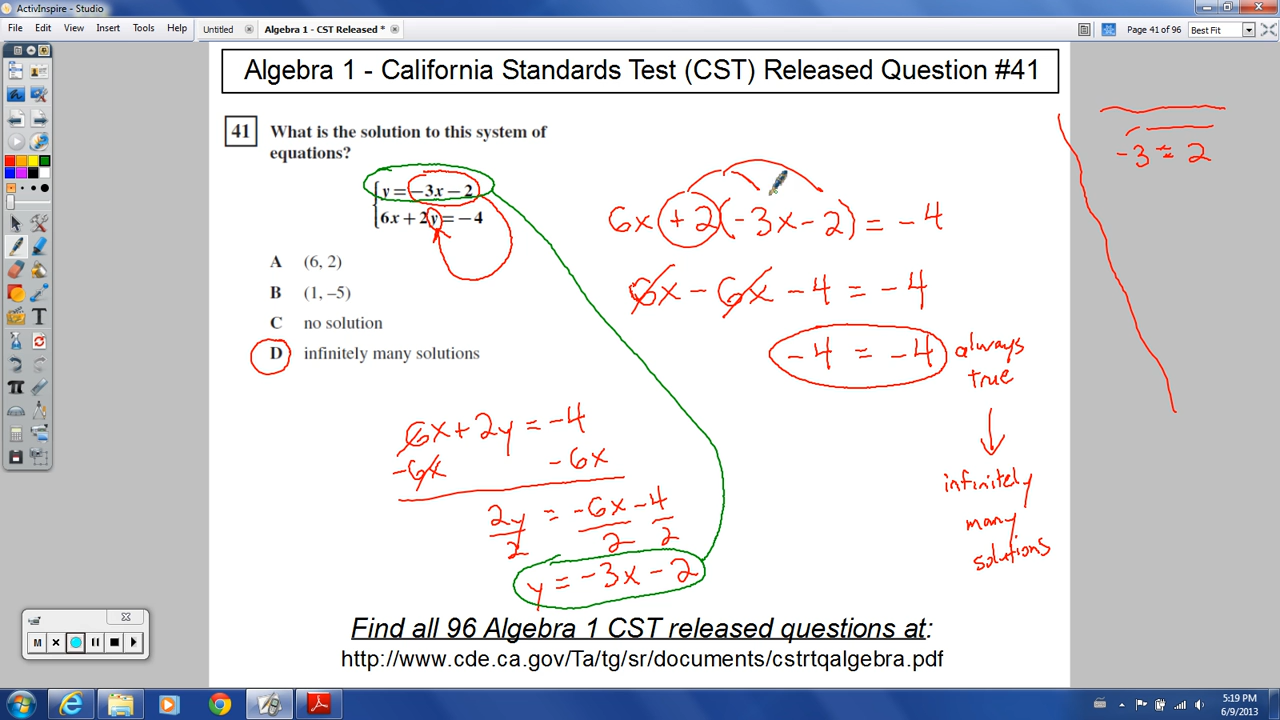 ActivInspire - Studio
File Edit View Insert Tools Help
Untitled
Algebra 1 - CST Released *
Page 41 of 96
Best Fit
Algebra 1 - California Standards Test (CST) Released Question #41
41 What is the solution to this system of
equations?
y = −3x − 2
6x + 2y = −4
A (6, 2)
B (1, −5)
C no solution
D infinitely many solutions
6x + 2(-3x - 2) = -4
6x - 6x - 4 = -4
-4 = -4 always
true
infinitely
many
solutions
6x + 2y = -4
-6x -6x
2y = -6x - 4
2 2 2
y = -3x - 2
-3 = 2
Find all 96 Algebra 1 CST released questions at:
http://www.cde.ca.gov/Ta/tg/sr/documents/cstrtqalgebra.pdf
M
5:19 PM
6/9/2013